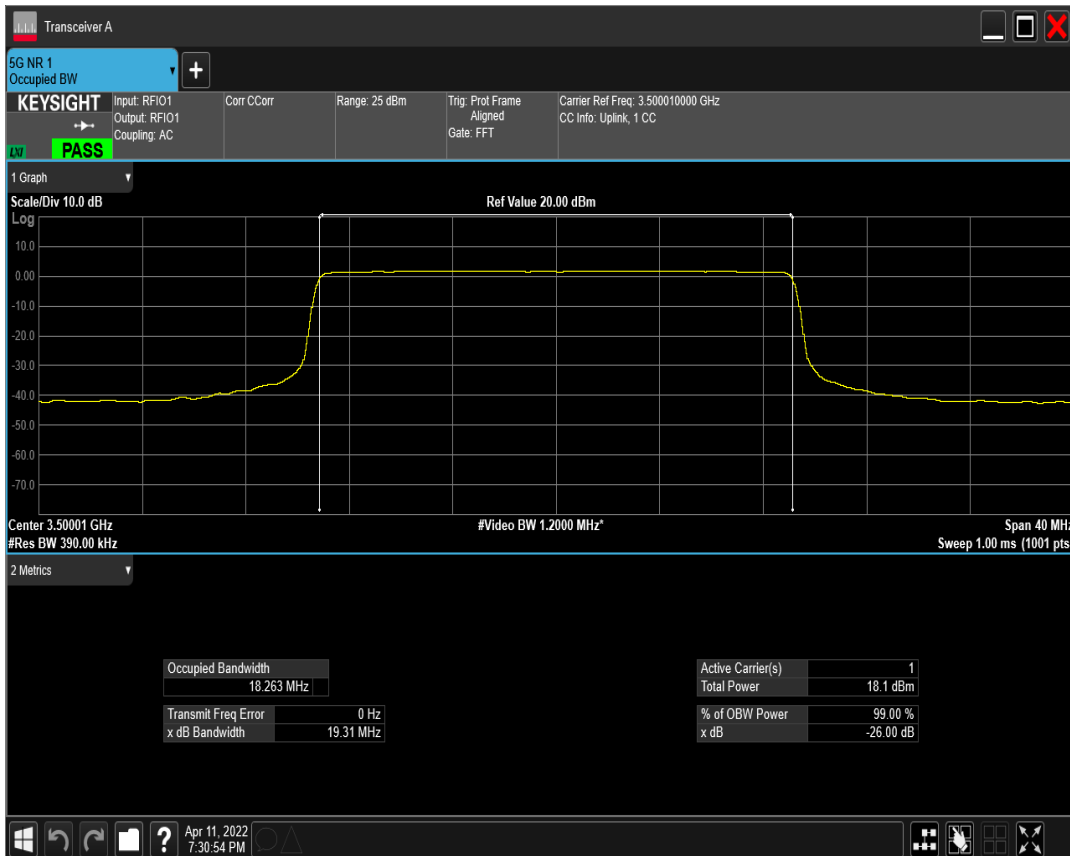 Transceiver A
5G NR 1
Occupied BW
KEYSIGHT
LXI
PASS
Input: RFIO1
Output: RFIO1
Coupling: AC
Corr CCorr
Range: 25 dBm
Trig: Prot Frame
Aligned
Gate: FFT
Carrier Ref Freq: 3.500010000 GHz
CC Info: Uplink, 1 CC
1 Graph
Scale/Div 10.0 dB
Ref Value 20.00 dBm
Log
10.0
0.00
-10.0
-20.0
-30.0
-40.0
-50.0
-60.0
-70.0
Center 3.50001 GHz
#Video BW 1.2000 MHz*
Span 40 MHz
#Res BW 390.00 kHz
Sweep 1.00 ms (1001 pts
2 Metrics
Occupied Bandwidth
18.263 MHz
Transmit Freq Error 0 Hz
x dB Bandwidth 19.31 MHz
Active Carrier(s) 1
Total Power 18.1 dBm
% of OBW Power 99.00 %
x dB -26.00 dB
?
Apr 11, 2022
7:30:54 PM